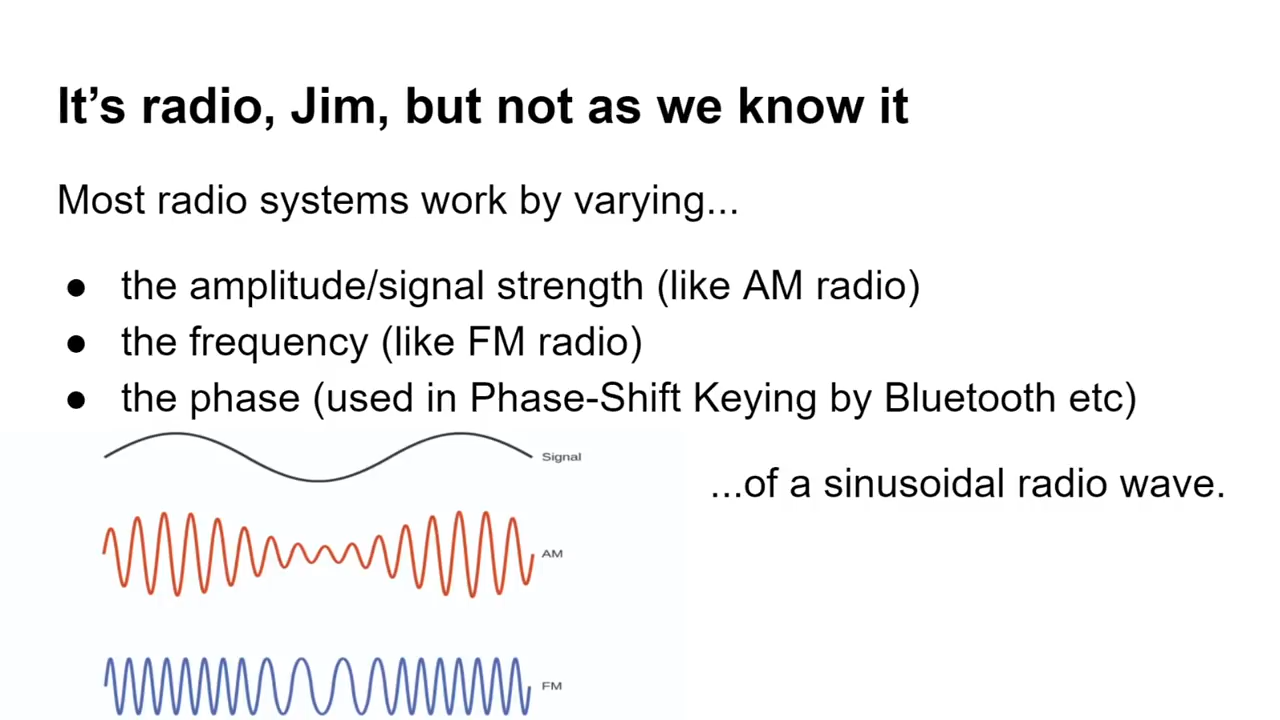 It’s radio, Jim, but not as we know it
Most radio systems work by varying...
● the amplitude/signal strength (like AM radio)
● the frequency (like FM radio)
● the phase (used in Phase-Shift Keying by Bluetooth etc)
Signal
...of a sinusoidal radio wave.
AM
FM